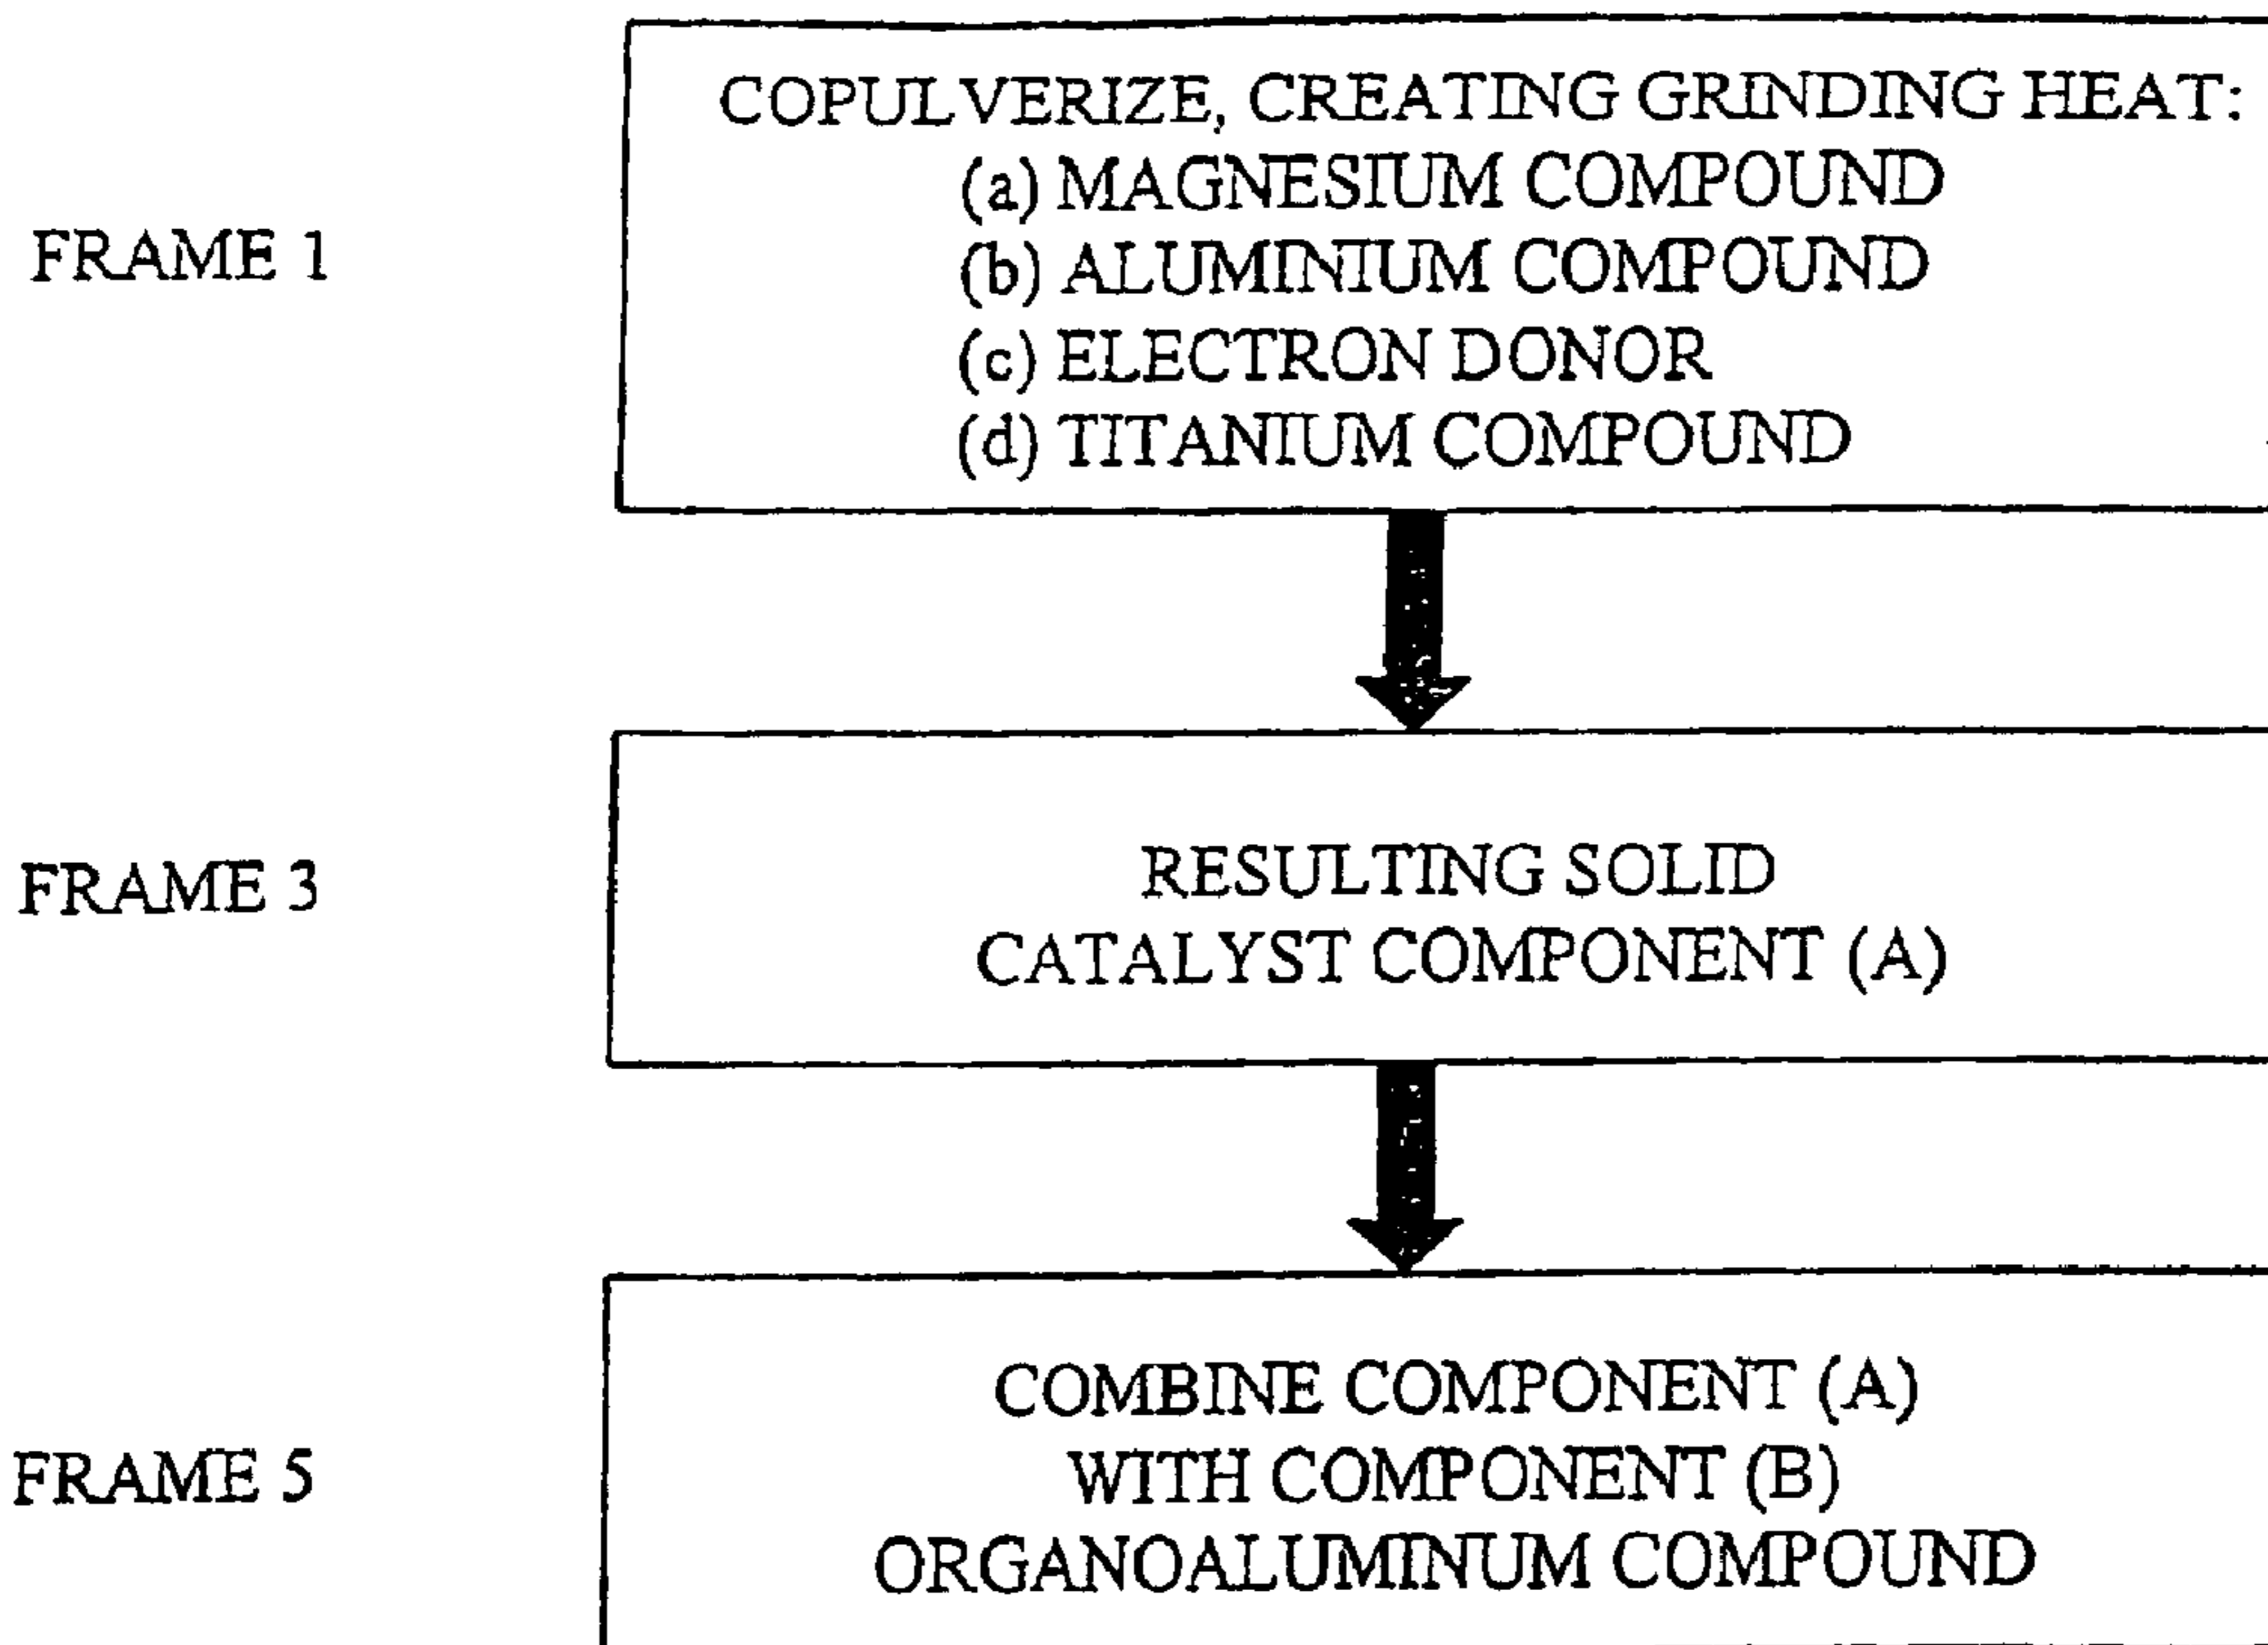 COPULVERIZE, CREATING GRINDING HEAT:
(a) MAGNESIUM COMPOUND
FRAME 1
(b) ALUMINIUM COMPOUND
(c) ELECTRON DONOR
(d) TITANIUM COMPOUND
FRAME 3
RESULTING SOLID
CATALYST COMPONENT (A)
COMBINE COMPONENT (A)
FRAME 5
WITH COMPONENT (B)
ORGANOALUMINUM COMPOUND